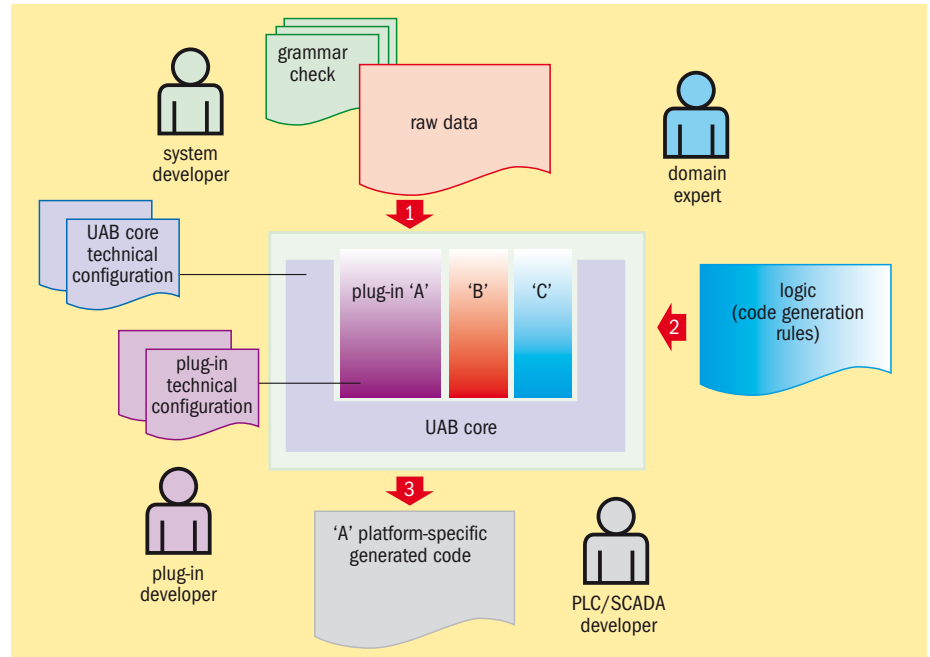 grammar
check
raw data
system
developer
domain
expert
1
UAB core
technical
configuration
plug-in ‘A’
‘B’
‘C’
logic
(code generation
rules)
2
plug-in
technical
configuration
UAB core
3
‘A’ platform-specific
generated code
plug-in
developer
PLC/SCADA
developer